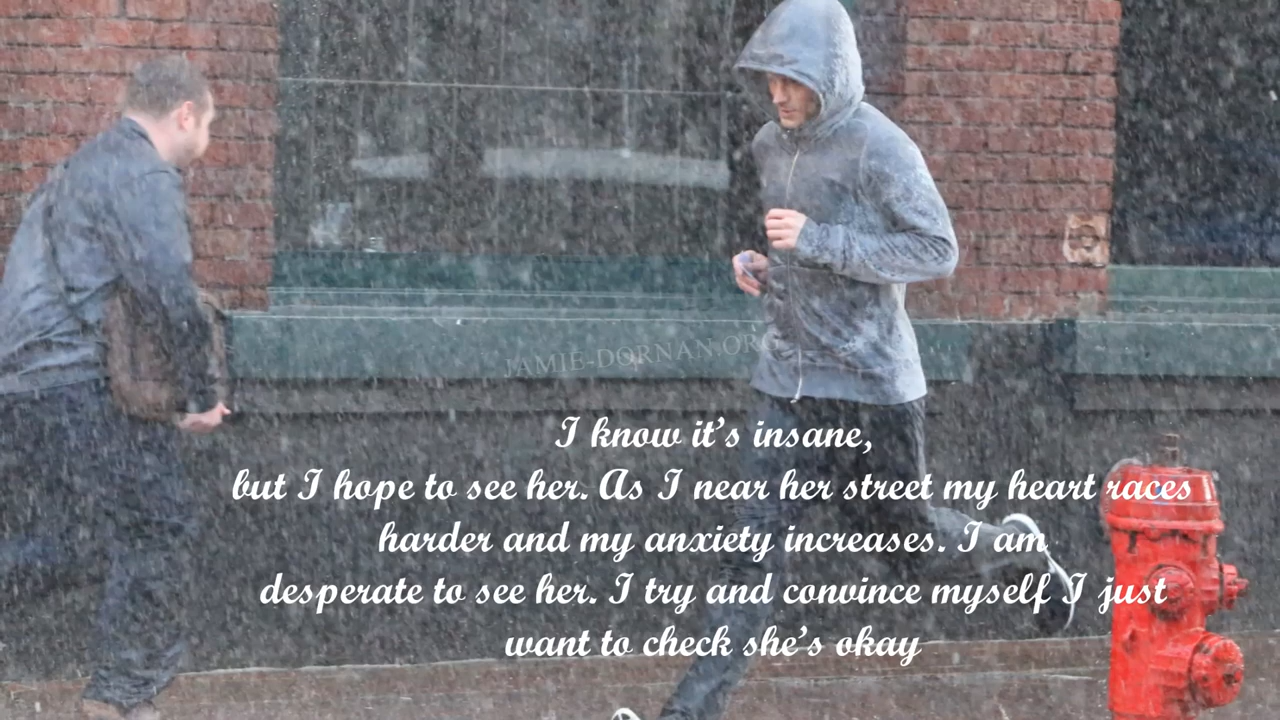 JAMIE-DORNAN.ORG
I know it’s insane,
but I hope to see her. As I near her street my heart races
harder and my anxiety increases. I am
desperate to see her. I try and convince myself I just
want to check she’s okay